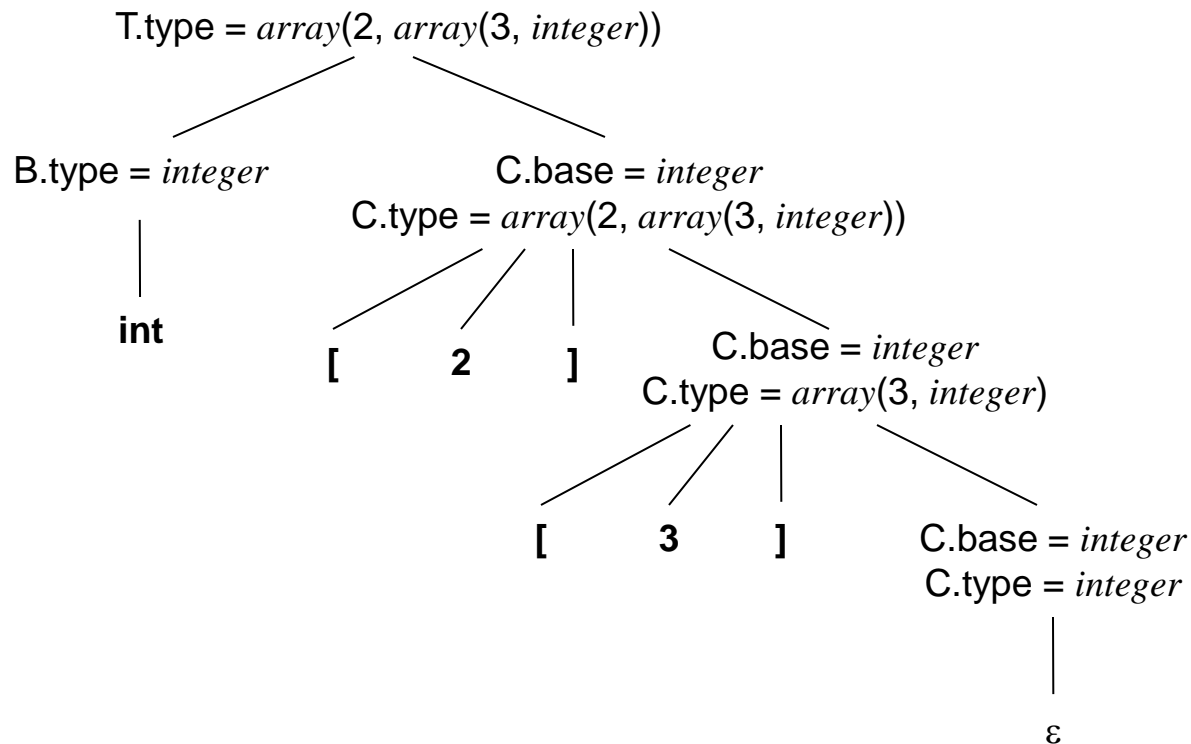 T.type = array(2, array(3, integer))
B.type = integer
C.base = integer
C.type = array(2, array(3, integer))
int
[ 2 ]
C.base = integer
C.type = array(3, integer)
[ 3 ]
C.base = integer
C.type = integer
ε